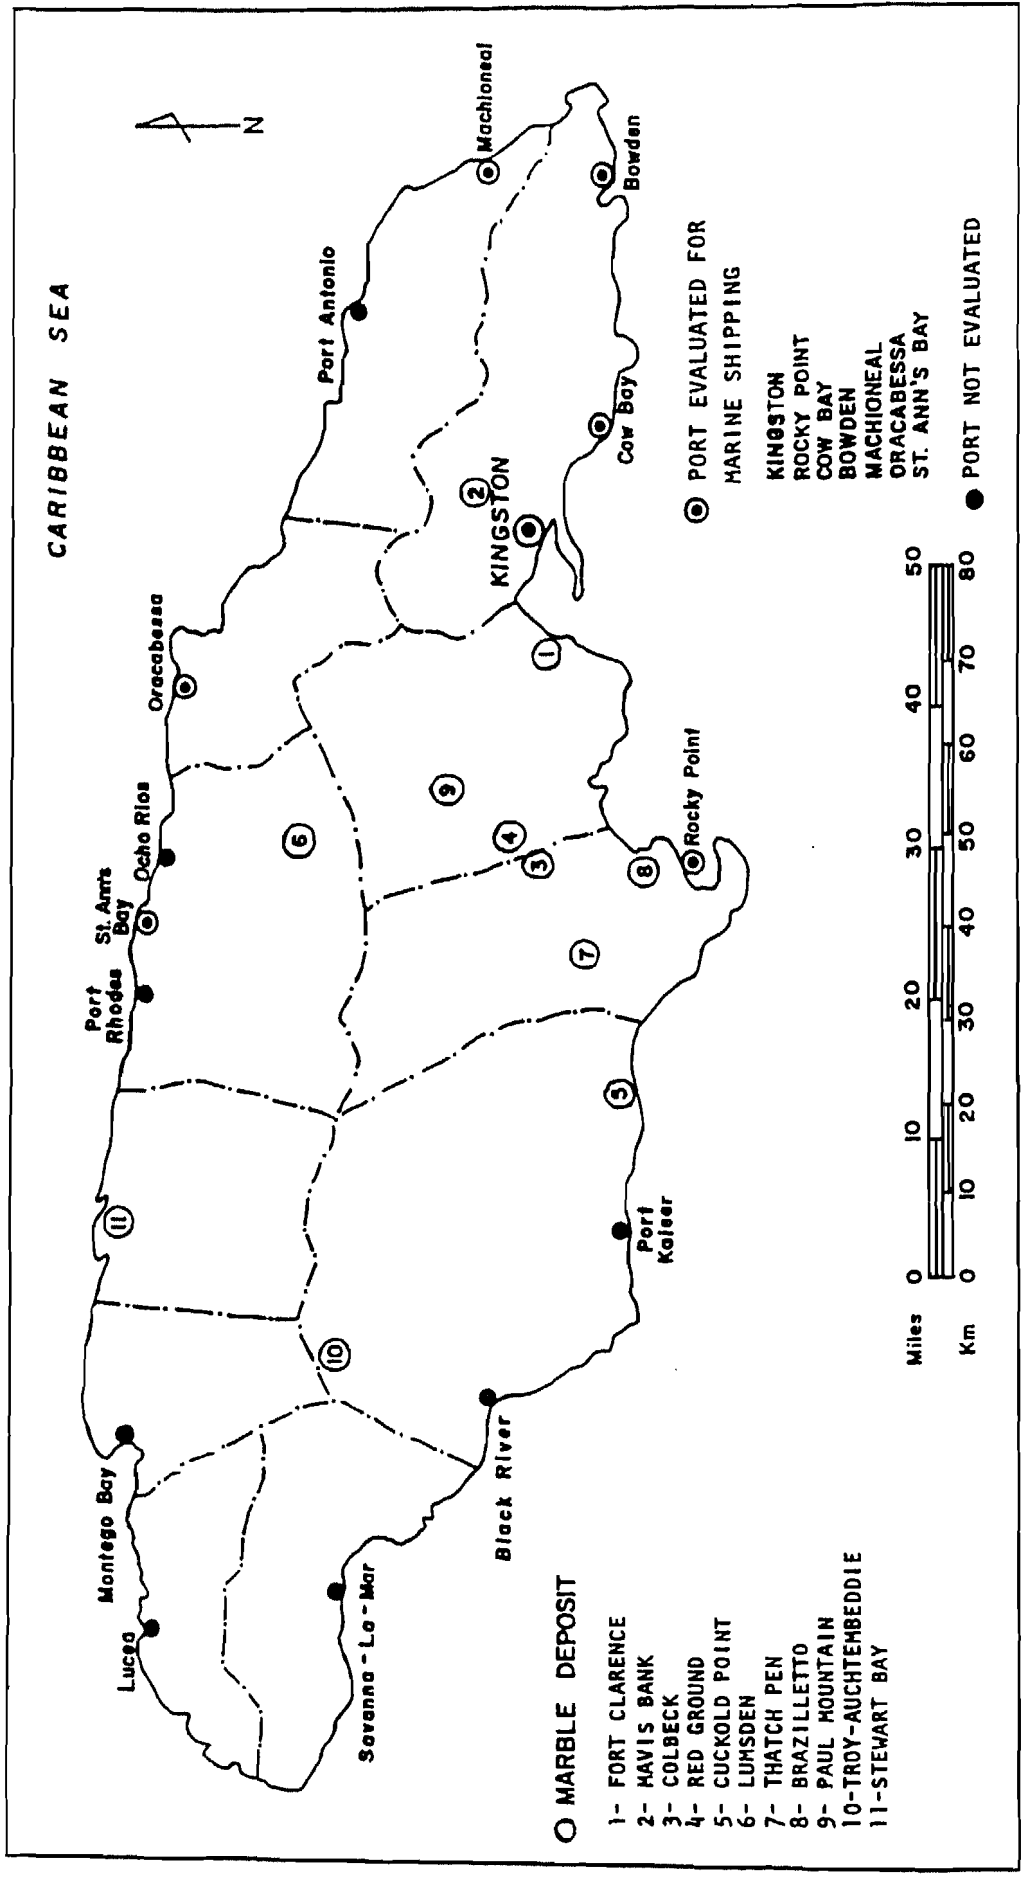 CARIBBEAN SEA
N
Lucea
Montego Bay
11
Port
Rhodes
St. Ann's
Bay
Ocho Rios
Oracabessa
Port Antonio
Machioneal
Savanna-La-Mar
Black River
10
6
9
4
3
7
8
5
1
2
KINGSTON
Port
Kaiser
Rocky Point
Cow Bay
Bowden
MARBLE DEPOSIT
1- FORT CLARENCE
2- MAVIS BANK
3- COLBECK
4- RED GROUND
5- CUCKOLD POINT
6- LUMSDEN
7- THATCH PEN
8- BRAZILLETTO
9- PAUL MOUNTAIN
10-TROY-AUCHTEMBEDDIE
11-STEWART BAY
Miles
0 10 20 30 40 50
Km
0 10 20 30 40 50 60 70 80
PORT EVALUATED FOR
MARINE SHIPPING
KINGSTON
ROCKY POINT
COW BAY
BOWDEN
MACHIONEAL
ORACABESSA
ST. ANN'S BAY
PORT NOT EVALUATED